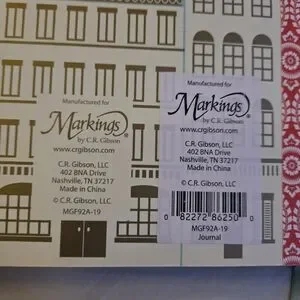 Manufactured for
Markings®
by C.R. Gibson
www.crgibson.com
C.R. Gibson, LLC
402 BNA Drive
Nashville, TN 37217
Made in China
© C.R. Gibson, LLC
MGF92A-19
Manufactured for
Markings®
by C.R. Gibson
www.crgibson.com
C.R. Gibson, LLC
402 BNA Drive
Nashville, TN 37217
Made in China
© C.R. Gibson, LLC
0 82272 86250 0
MGF92A-19
Journal